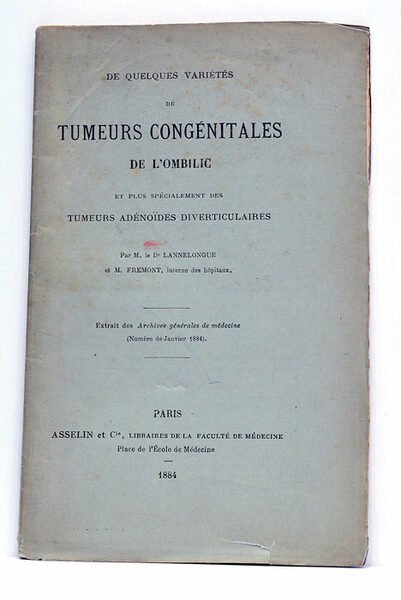 DE QUELQUES VARIÉTÉS
DE
TUMEURS CONGÉNITALES
DE L'OMBILIC
ET PLUS SPÉCIALEMENT DES
TUMEURS ADÉNOÏDES DIVERTICULAIRES
Par M. le Dr LANNELONGUE
et M. FREMONT, interne des hôpitaux,
Extrait des Archives générales de médecine
(Numéro de Janvier 1884).
PARIS
ASSELIN et Cie, LIBRAIRES DE LA FACULTÉ DE MÉDECINE
Place de l'École de Médecine
1884